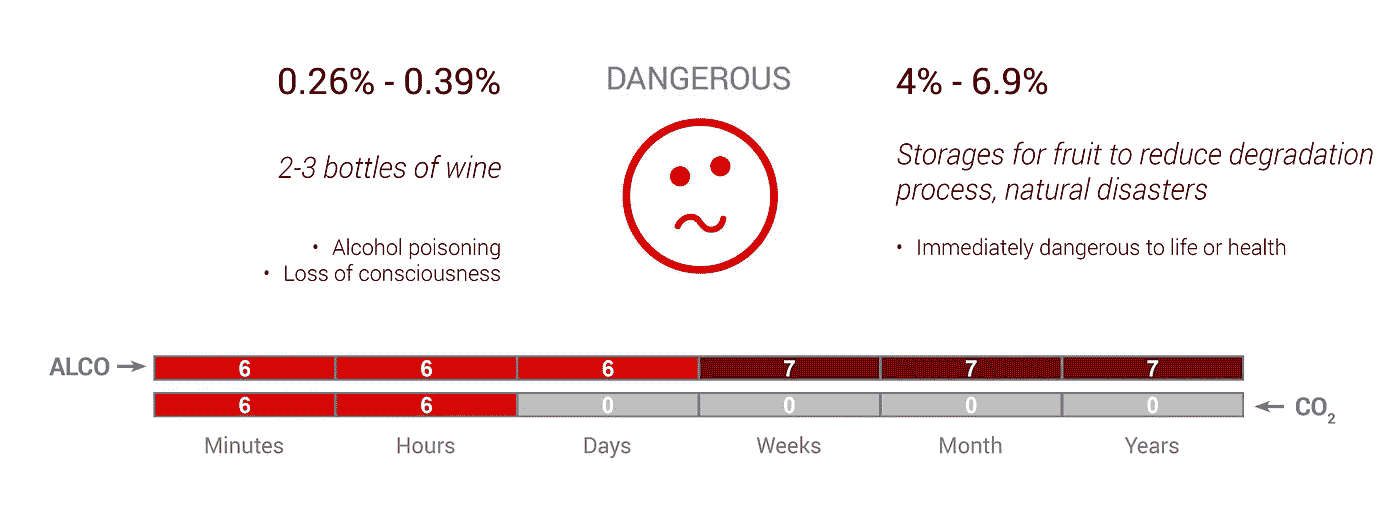 0.26% - 0.39%
DANGEROUS
4% - 6.9%
2-3 bottles of wine
Storages for fruit to reduce degradation
process, natural disasters
• Alcohol poisoning
• Loss of consciousness
• Immediately dangerous to life or health
ALCO → 6 6 6 7 7 7
6 6 0 0 0 0 ← CO₂
Minutes Hours Days Weeks Month Years